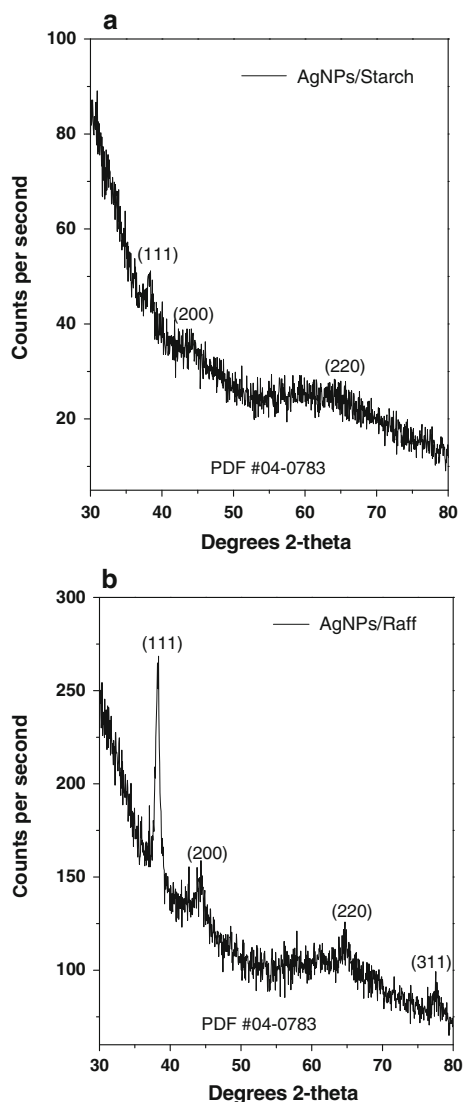 a
100
AgNPs/Starch
80
60
(111)
40
(200)
(220)
20
PDF #04-0783
30 40 50 60 70 80
Counts per second
Degrees 2-theta
b
300
AgNPs/Raff
(111)
250
200
150
(200)
(220)
(311)
100
PDF #04-0783
30 40 50 60 70 80
Counts per second
Degrees 2-theta